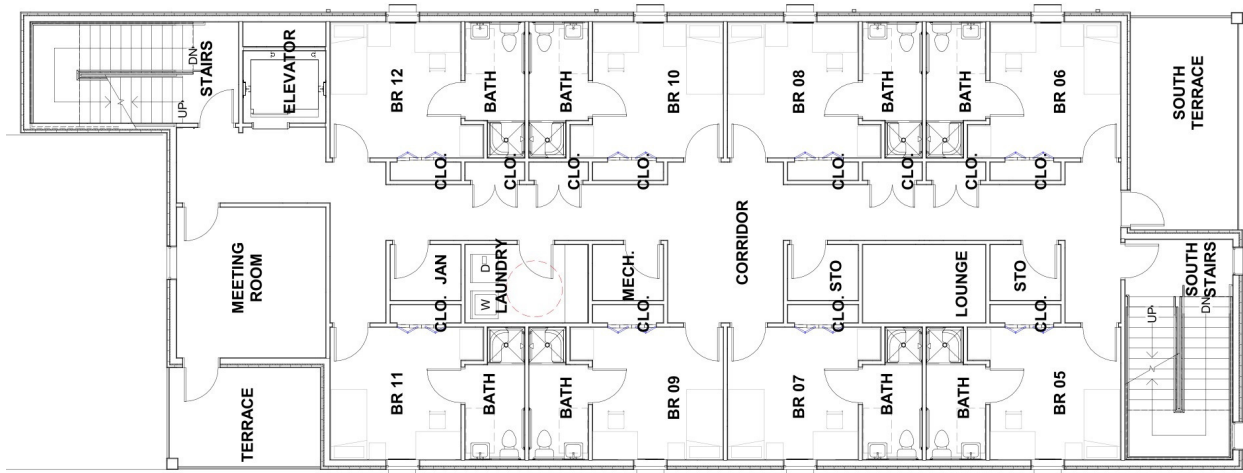 DN
UP
STAIRS
ELEVATOR
BR 12
BATH
BATH
BR 10
BR 08
BATH
BATH
BR 06
SOUTH
TERRACE
CLO.
CLO.
CLO.
CLO.
CLO.
CLO.
CLO.
CLO.
MEETING
ROOM
JAN
D
W
LAUNDRY
MECH.
CORRIDOR
STO
LOUNGE
STO
SOUTH
STAIRS
UP
DN
CLO.
CLO.
CLO.
CLO.
TERRACE
BR 11
BATH
BATH
BR 09
BR 07
BATH
BATH
BR 05